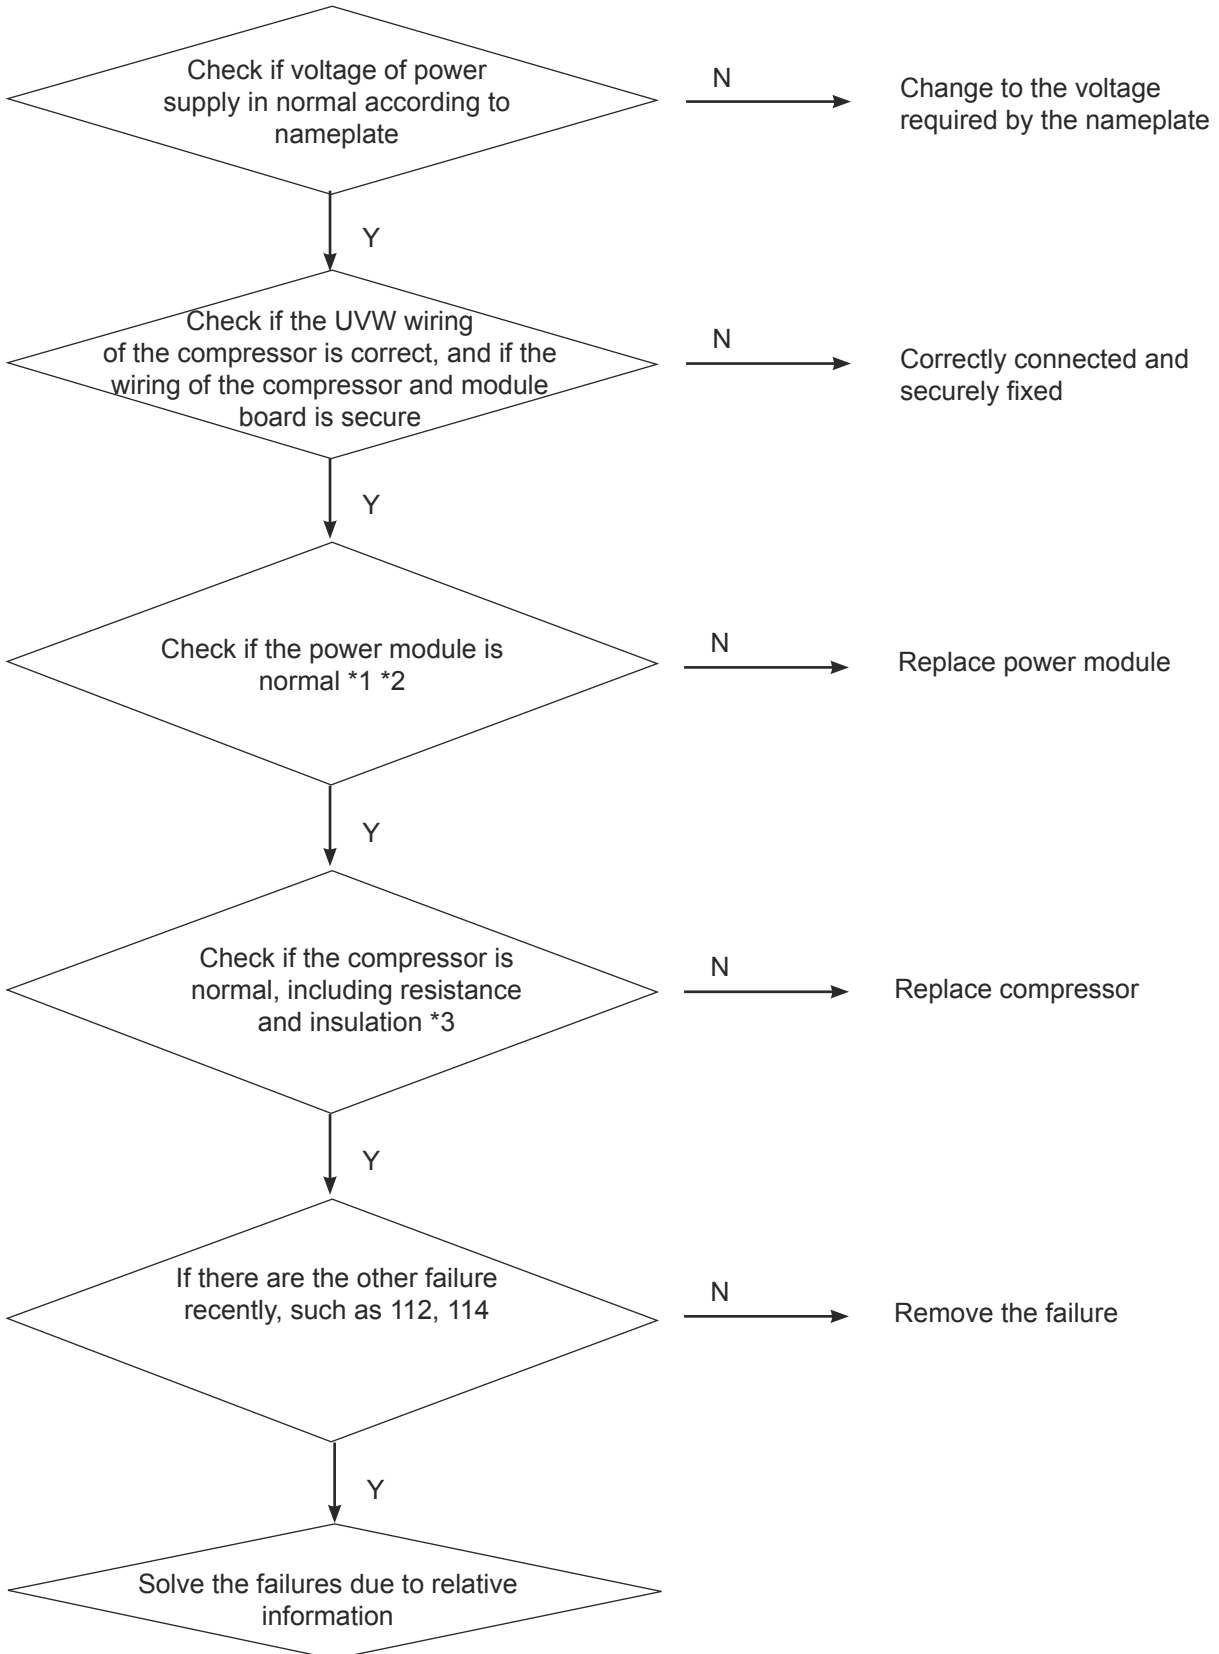 Check if voltage of power
supply in normal according to
nameplate
N
Change to the voltage
required by the nameplate
Y
Check if the UVW wiring
of the compressor is correct, and if the
wiring of the compressor and module
board is secure
N
Correctly connected and
securely fixed
Y
Check if the power module is
normal *1 *2
N
Replace power module
Y
Check if the compressor is
normal, including resistance
and insulation *3
N
Replace compressor
Y
If there are the other failure
recently, such as 112, 114
N
Remove the failure
Y
Solve the failures due to relative
information